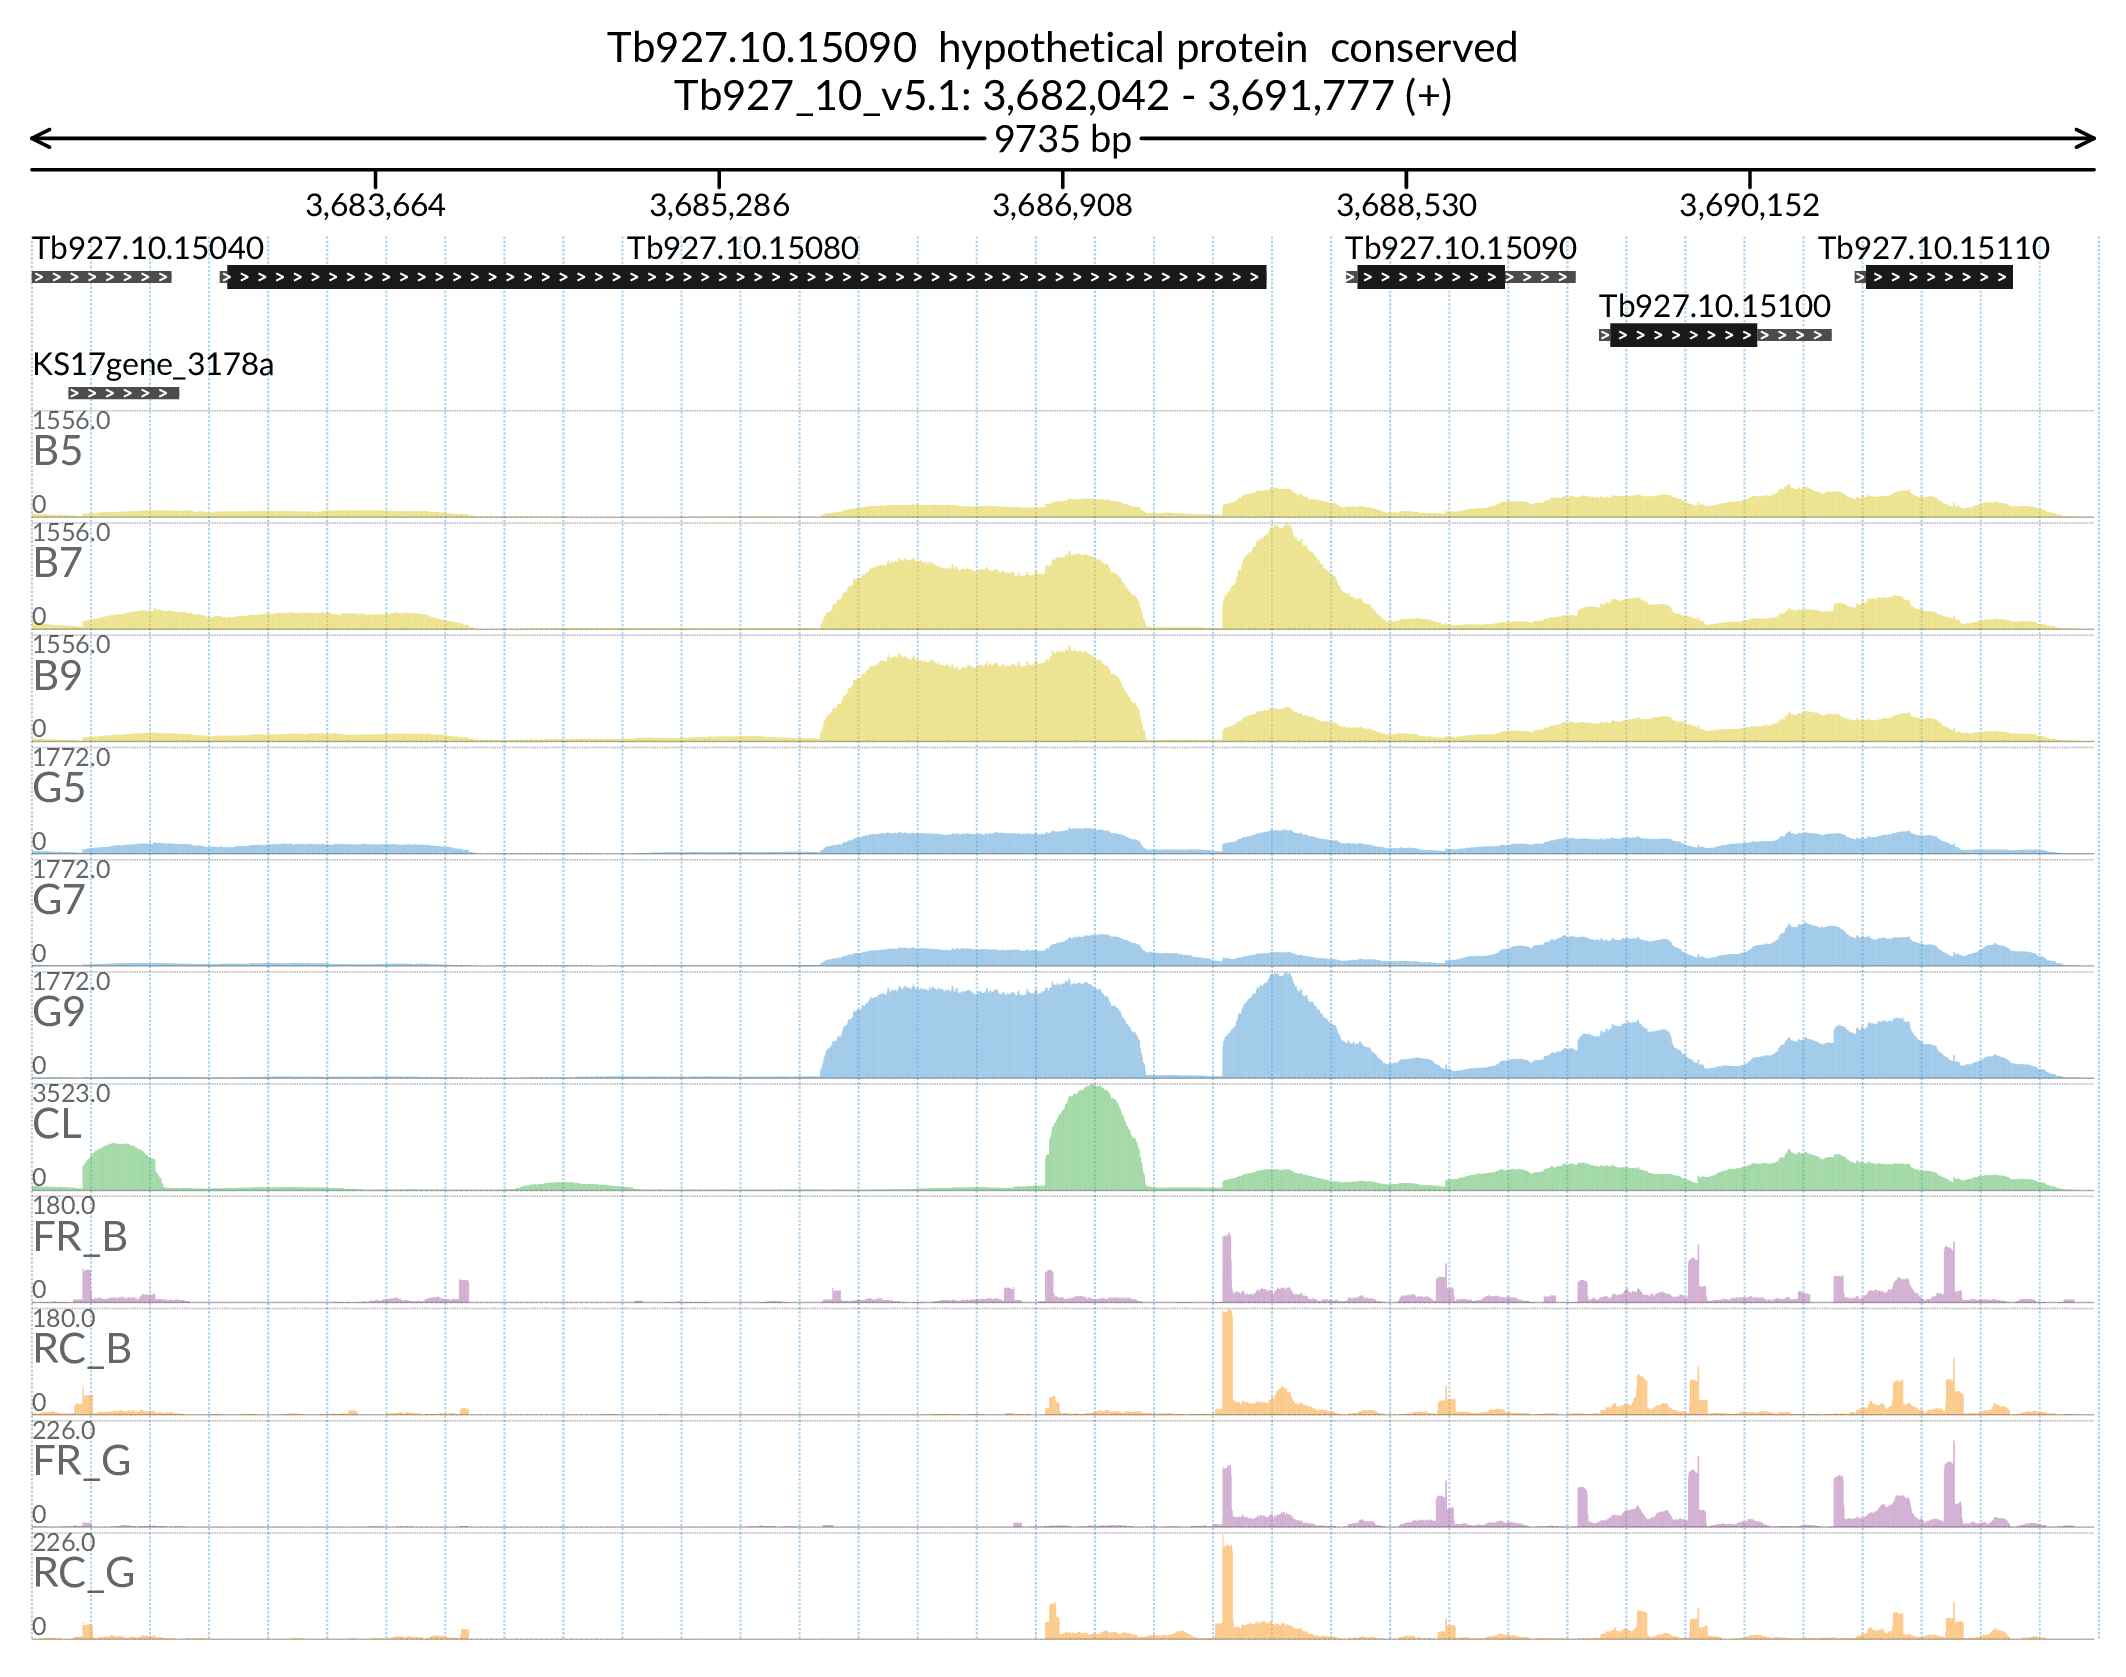 Tb927.10.15090  hypothetical protein  conserved
Tb927_10_v5.1: 3,682,042 - 3,691,777 (+)
9735 bp
3,683,664 3,685,286 3,686,908 3,688,530 3,690,152
Tb927.10.15040 Tb927.10.15080 Tb927.10.15090 Tb927.10.15110
Tb927.10.15100
KS17gene_3178a
1556.0
B5
0
1556.0
B7
0
1556.0
B9
0
1772.0
G5
0
1772.0
G7
0
1772.0
G9
0
3523.0
CL
0
180.0
FR_B
0
180.0
RC_B
0
226.0
FR_G
0
226.0
RC_G
0